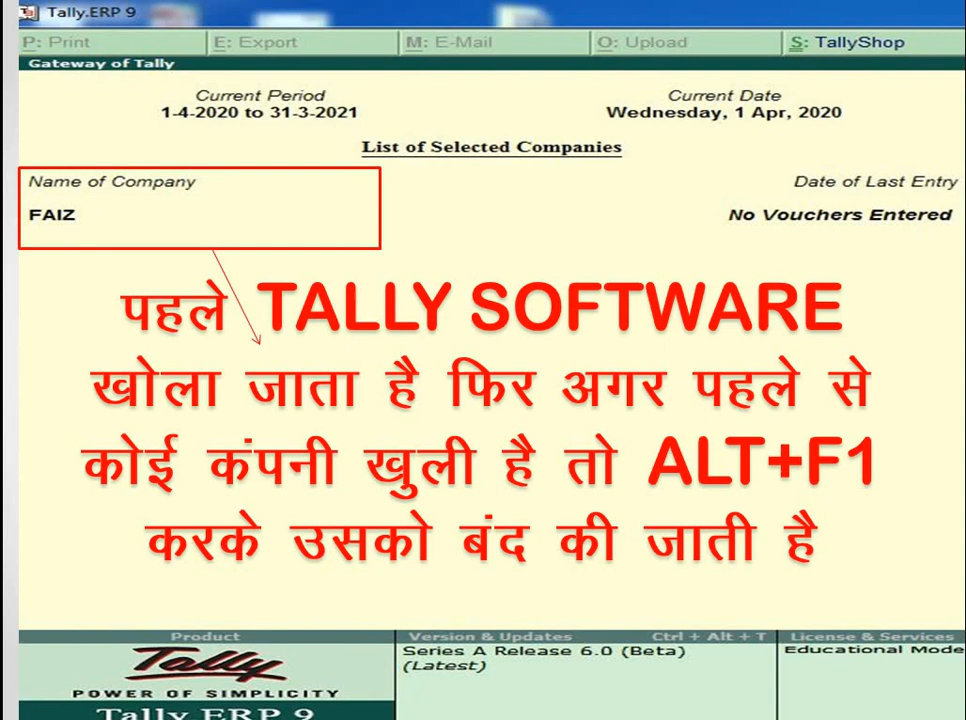 Tally.ERP 9
P: Print E: Export M: E-Mail O: Upload S: TallyShop
Gateway of Tally
Current Period Current Date
1-4-2020 to 31-3-2021 Wednesday, 1 Apr, 2020
List of Selected Companies
Name of Company Date of Last Entry
FAIZ No Vouchers Entered
पहले TALLY SOFTWARE
खोला जाता है फिर अगर पहले से
कोई कंपनी खुली है तो ALT+F1
करके उसको बंद की जाती है
Product Version & Updates Ctrl + Alt + T License & Services
Tally Series A Release 6.0 (Beta) Educational Mode
(Latest)
POWER OF SIMPLICITY
Tally ERP 9